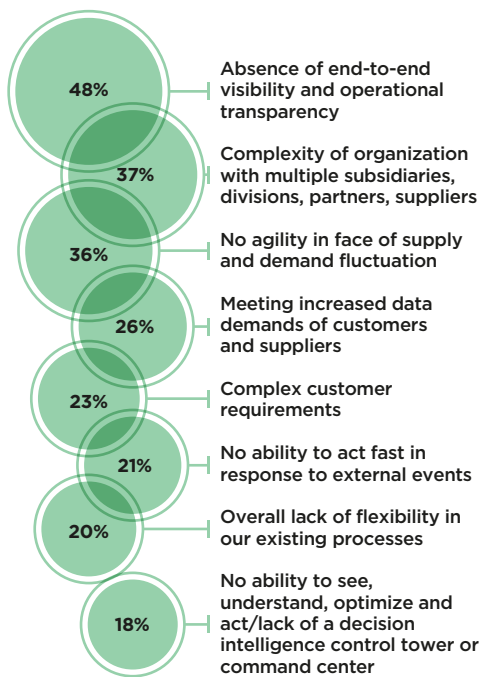 48%
Absence of end-to-end
visibility and operational
transparency
37%
Complexity of organization
with multiple subsidiaries,
divisions, partners, suppliers
36%
No agility in face of supply
and demand fluctuation
26%
Meeting increased data
demands of customers
and suppliers
23%
Complex customer
requirements
21%
No ability to act fast in
response to external events
20%
Overall lack of flexibility in
our existing processes
18%
No ability to see,
understand, optimize and
act/lack of a decision
intelligence control tower or
command center